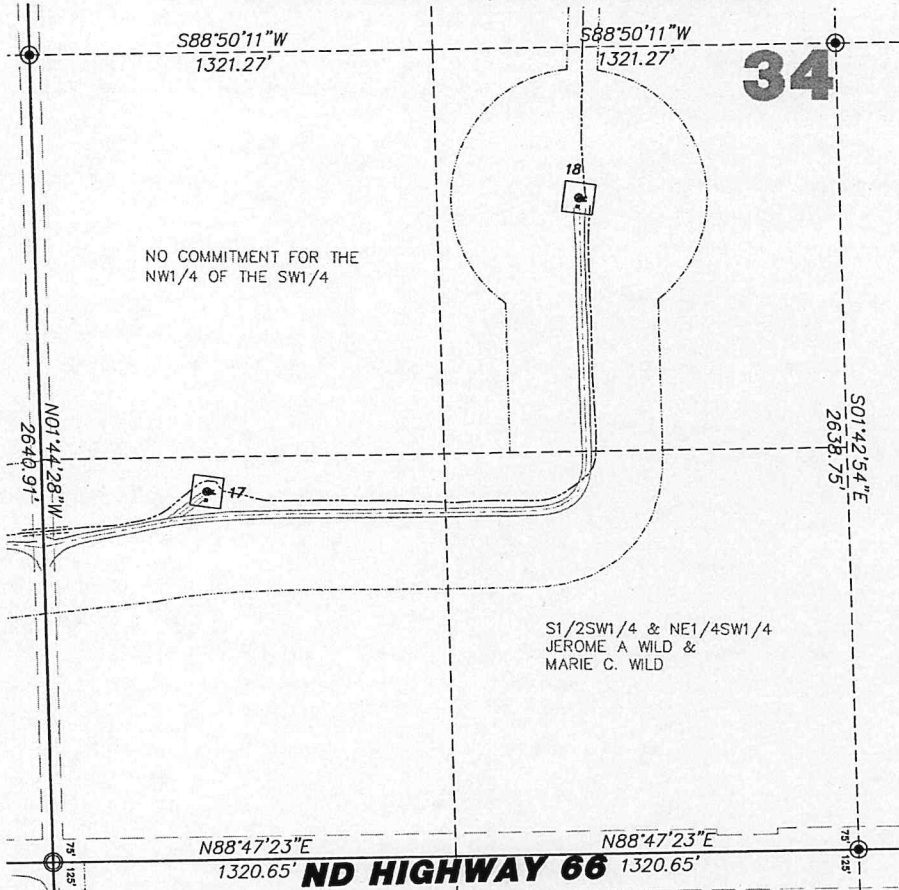 S88°50'11"W
1321.27'
S88°50'11"W
1321.27'
34
18
NO COMMITMENT FOR THE
NW1/4 OF THE SW1/4
N01°44'28"W
2640.91'
S01°42'54"E
2638.75'
17
S1/2SW1/4 & NE1/4SW1/4
JEROME A WILD &
MARIE C. WILD
75'
125'
N88°47'23"E
1320.65'
ND HIGHWAY 66
N88°47'23"E
1320.65'
75'
125'